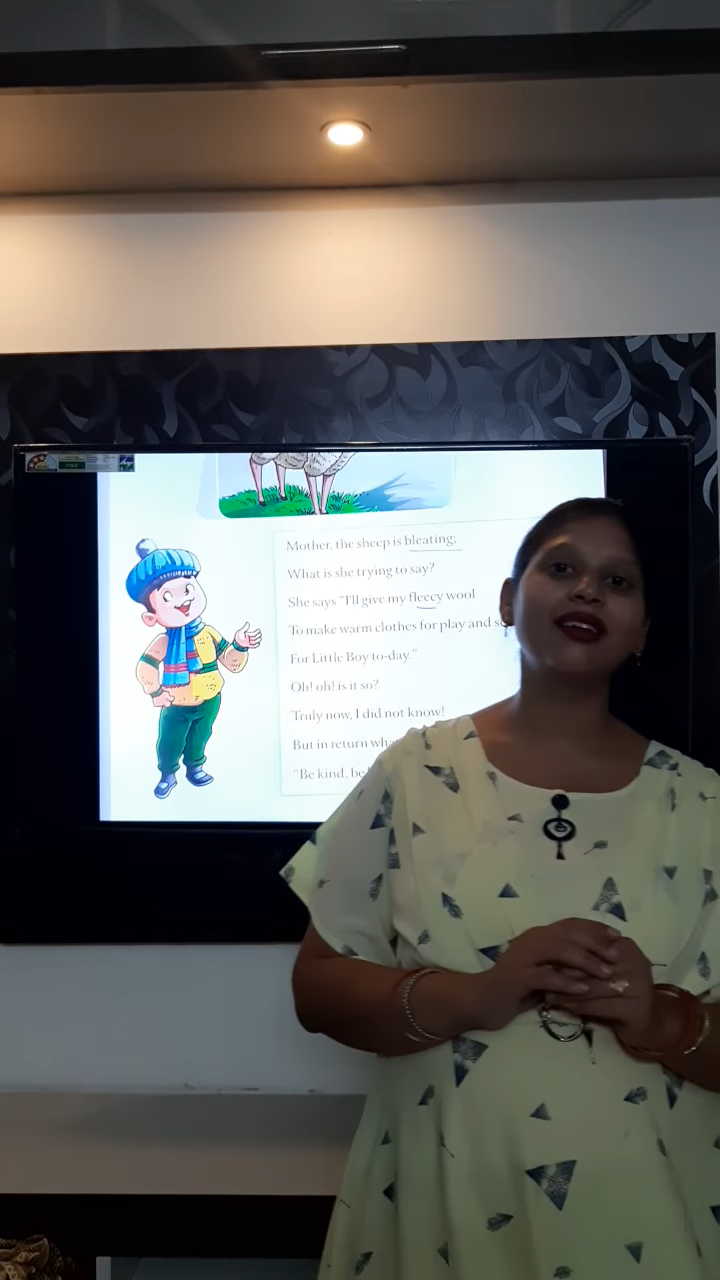 Mother, the sheep is bleating:
What is she trying to say?
She says "I'll give my fleecy wool
To make warm clothes for play and
For Little Boy to-day."
Oh! oh! is it so?
Truly now, I did not know!
But in return
"Be kind,